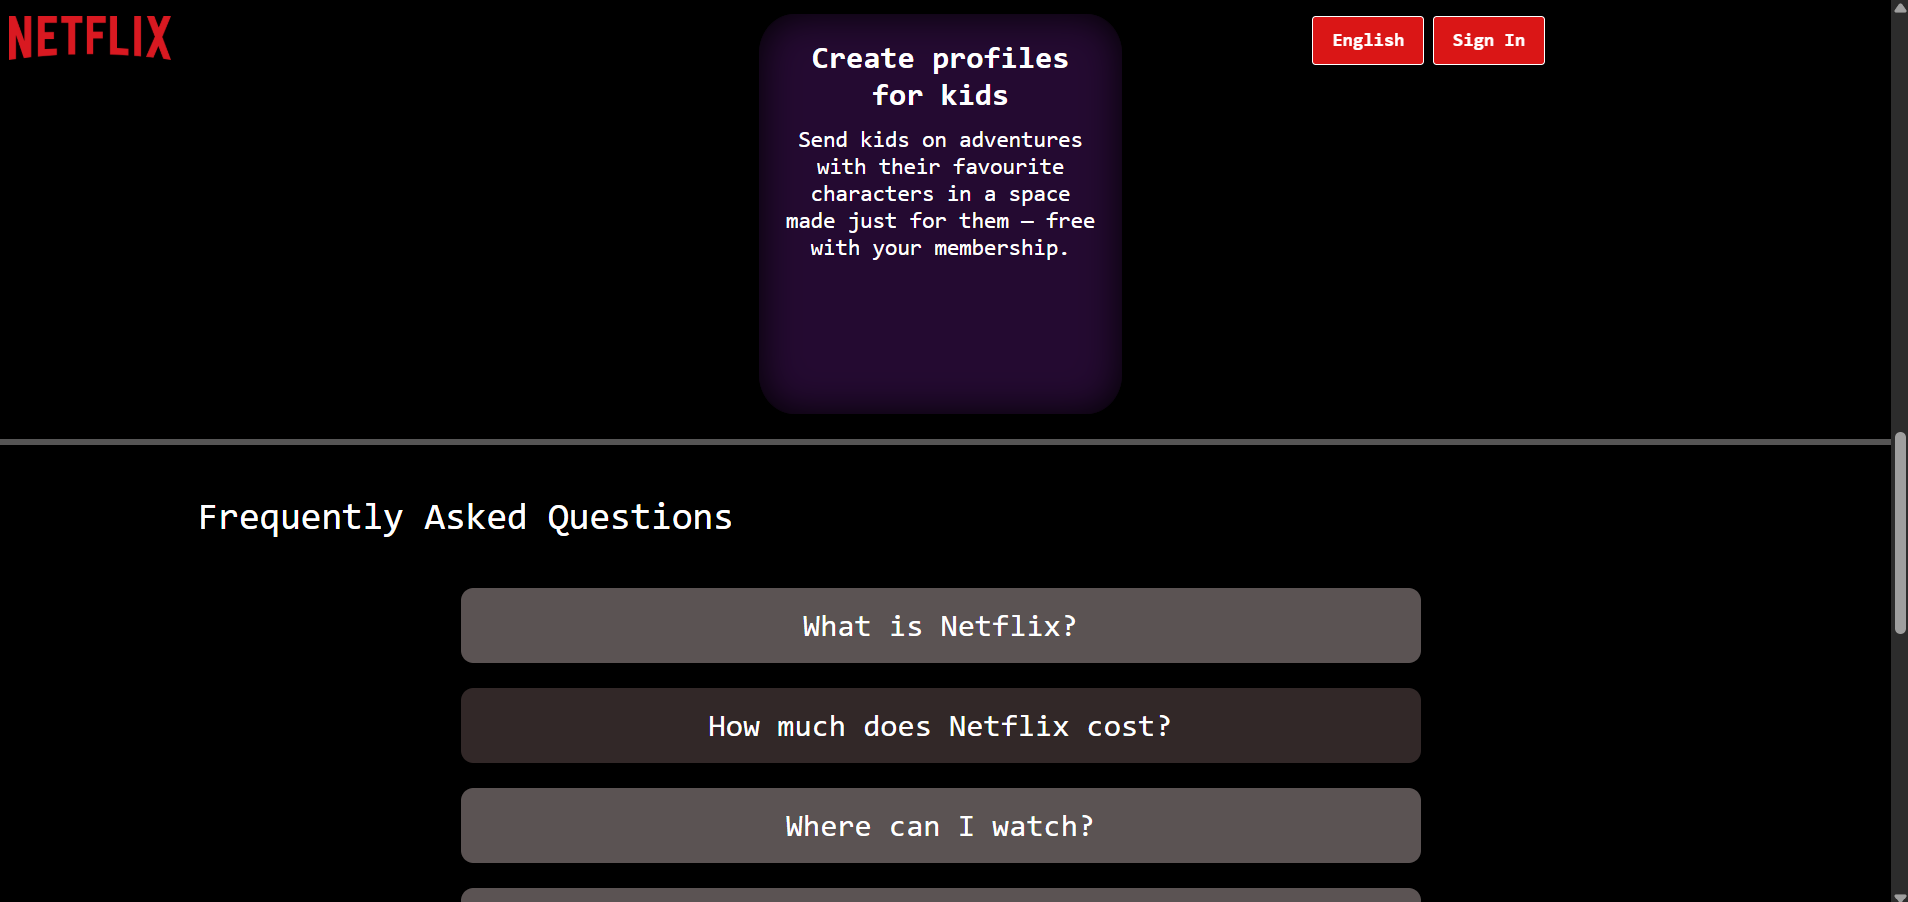 NETFLIX
English
Sign In
Create profiles
for kids
Send kids on adventures
with their favourite
characters in a space
made just for them — free
with your membership.
Frequently Asked Questions
What is Netflix?
How much does Netflix cost?
Where can I watch?